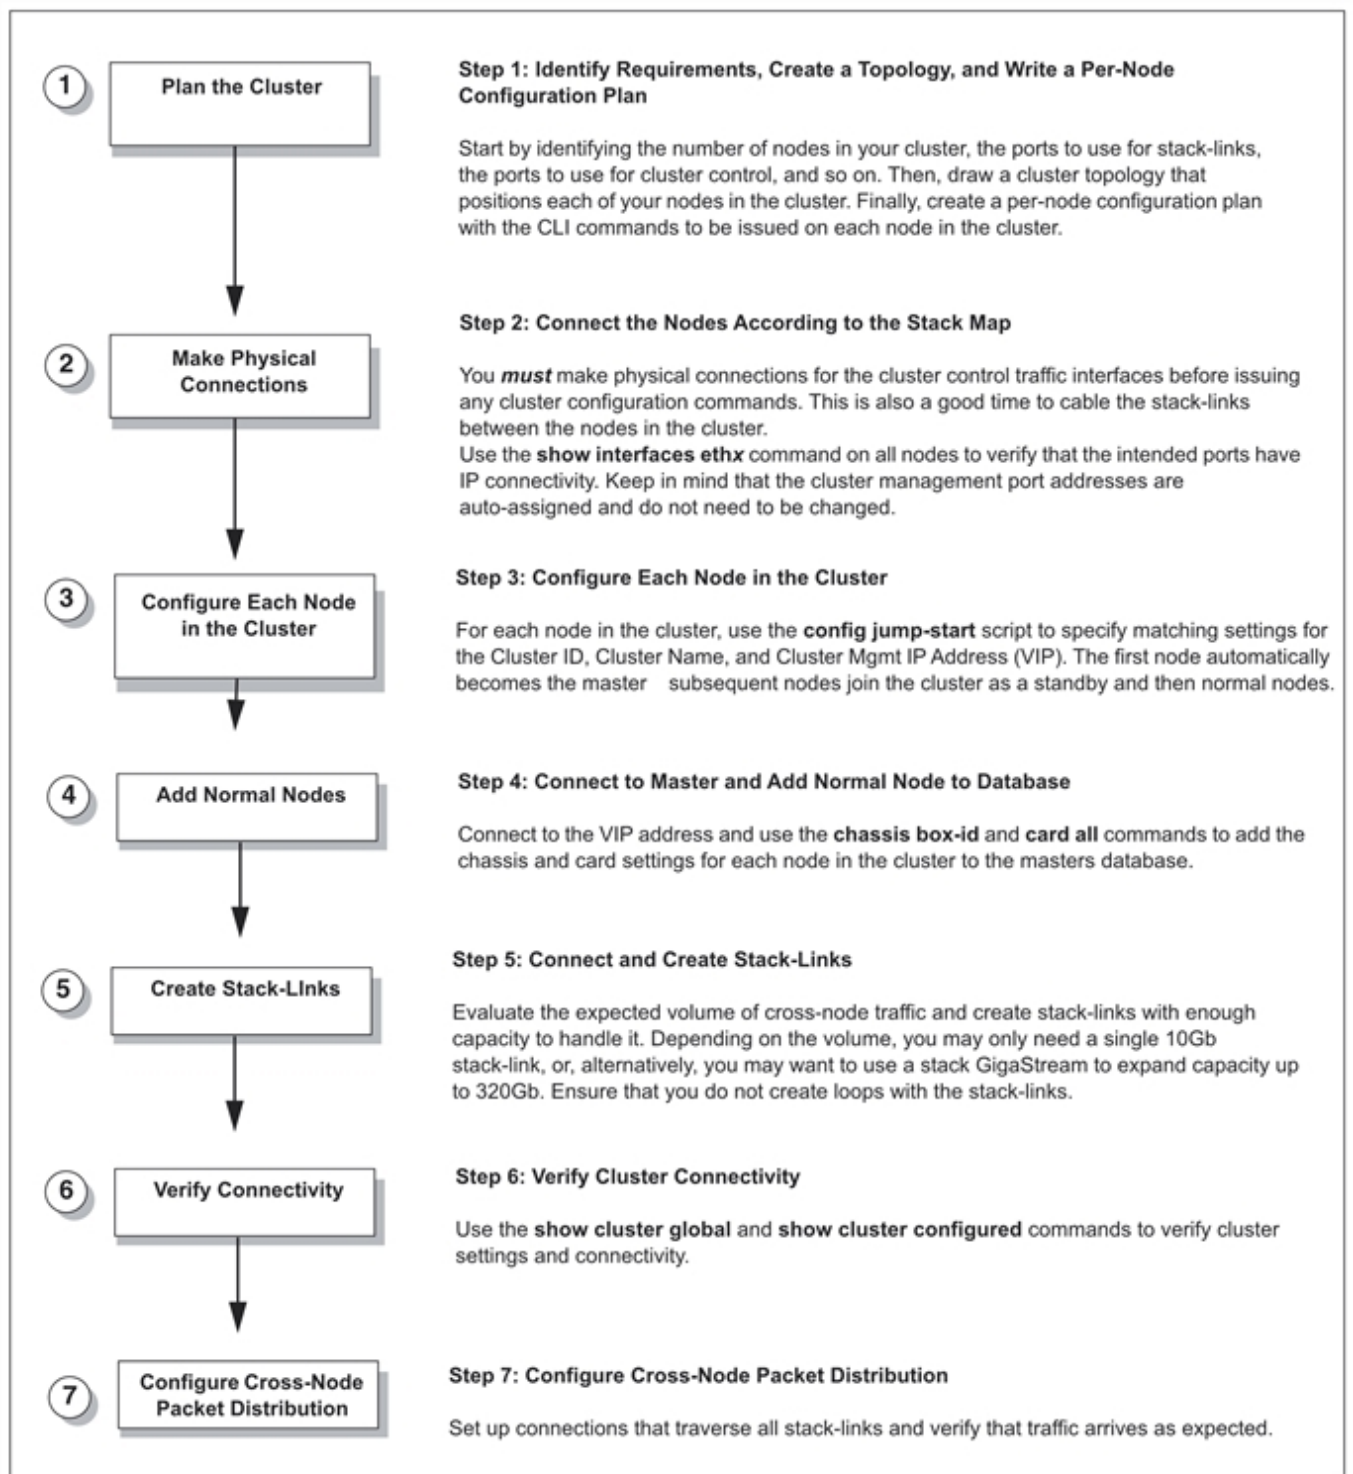 1
Plan the Cluster
Step 1: Identify Requirements, Create a Topology, and Write a Per-Node
Configuration Plan
Start by identifying the number of nodes in your cluster, the ports to use for stack-links,
the ports to use for cluster control, and so on. Then, draw a cluster topology that
positions each of your nodes in the cluster. Finally, create a per-node configuration plan
with the CLI commands to be issued on each node in the cluster.
2
Make Physical
Connections
Step 2: Connect the Nodes According to the Stack Map
You must make physical connections for the cluster control traffic interfaces before issuing
any cluster configuration commands. This is also a good time to cable the stack-links
between the nodes in the cluster.
Use the show interfaces ethx command on all nodes to verify that the intended ports have
IP connectivity. Keep in mind that the cluster management port addresses are
auto-assigned and do not need to be changed.
3
Configure Each Node
in the Cluster
Step 3: Configure Each Node in the Cluster
For each node in the cluster, use the config jump-start script to specify matching settings for
the Cluster ID, Cluster Name, and Cluster Mgmt IP Address (VIP). The first node automatically
becomes the master subsequent nodes join the cluster as a standby and then normal nodes.
4
Add Normal Nodes
Step 4: Connect to Master and Add Normal Node to Database
Connect to the VIP address and use the chassis box-id and card all commands to add the
chassis and card settings for each node in the cluster to the masters database.
5
Create Stack-LInks
Step 5: Connect and Create Stack-Links
Evaluate the expected volume of cross-node traffic and create stack-links with enough
capacity to handle it. Depending on the volume, you may only need a single 10Gb
stack-link, or, alternatively, you may want to use a stack GigaStream to expand capacity up
to 320Gb. Ensure that you do not create loops with the stack-links.
6
Verify Connectivity
Step 6: Verify Cluster Connectivity
Use the show cluster global and show cluster configured commands to verify cluster
settings and connectivity.
7
Configure Cross-Node
Packet Distribution
Step 7: Configure Cross-Node Packet Distribution
Set up connections that traverse all stack-links and verify that traffic arrives as expected.